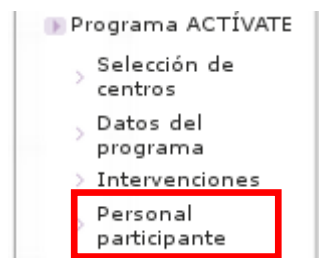 Programa ACTÍVATE
Selección de
centros
Datos del
programa
Intervenciones
Personal
participante